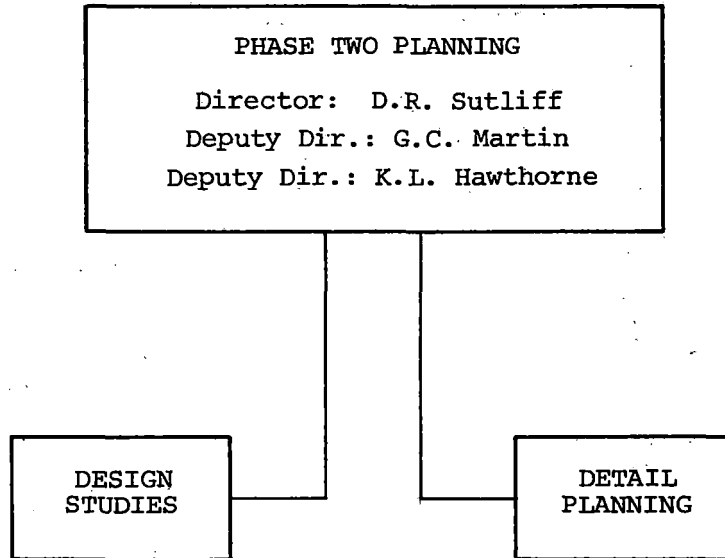 PHASE TWO PLANNING
Director: D.R. Sutliff
Deputy Dir.: G.C. Martin
Deputy Dir.: K.L. Hawthorne
DESIGN
STUDIES
DETAIL
PLANNING